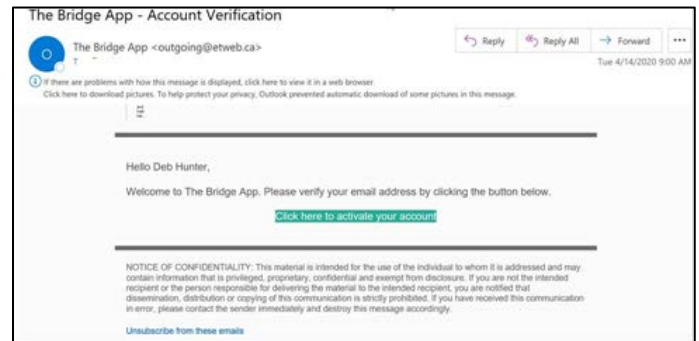 The Bridge App - Account Verification
The Bridge App <outgoing@etweb.ca>
Reply
Reply All
Forward
Tue 4/14/2020 9:00 AM
If there are problems with how this message is displayed, click here to view it in a web browser.
Click here to download pictures. To help protect your privacy, Outlook prevented automatic download of some pictures in this message.
Hello Deb Hunter,
Welcome to The Bridge App. Please verify your email address by clicking the button below.
Click here to activate your account
NOTICE OF CONFIDENTIALITY: This material is intended for the use of the individual to whom it is addressed and may
contain information that is privileged, proprietary, confidential and exempt from disclosure. If you are not the intended
recipient or the person responsible for delivering the material to the intended recipient, you are notified that
dissemination, distribution or copying of this communication is strictly prohibited. If you have received this communication
in error, please contact the sender immediately and destroy this message accordingly.
Unsubscribe from these emails